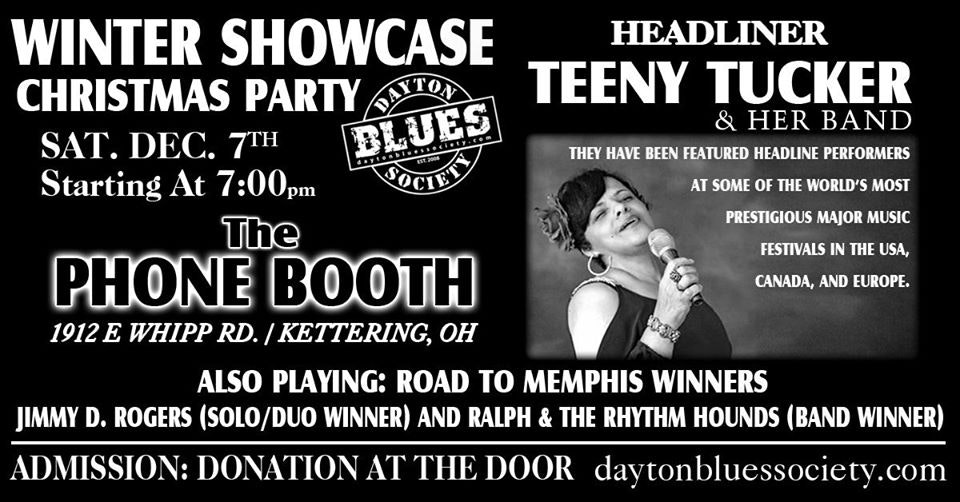 WINTER SHOWCASE
CHRISTMAS PARTY
SAT. DEC. 7TH
Starting At 7:00pm
DAYTON
BLUES
daytonbluessociety.com
EST. 2008
SOCIETY
The
PHONE BOOTH
1912 E WHIPP RD. / KETTERING, OH
HEADLINER
TEENY TUCKER
& HER BAND
THEY HAVE BEEN FEATURED HEADLINE PERFORMERS
AT SOME OF THE WORLD'S MOST
PRESTIGIOUS MAJOR MUSIC
FESTIVALS IN THE USA,
CANADA, AND EUROPE.
ALSO PLAYING: ROAD TO MEMPHIS WINNERS
JIMMY D. ROGERS (SOLO/DUO WINNER) AND RALPH & THE RHYTHM HOUNDS (BAND WINNER)
ADMISSION: DONATION AT THE DOOR daytonbluessociety.com